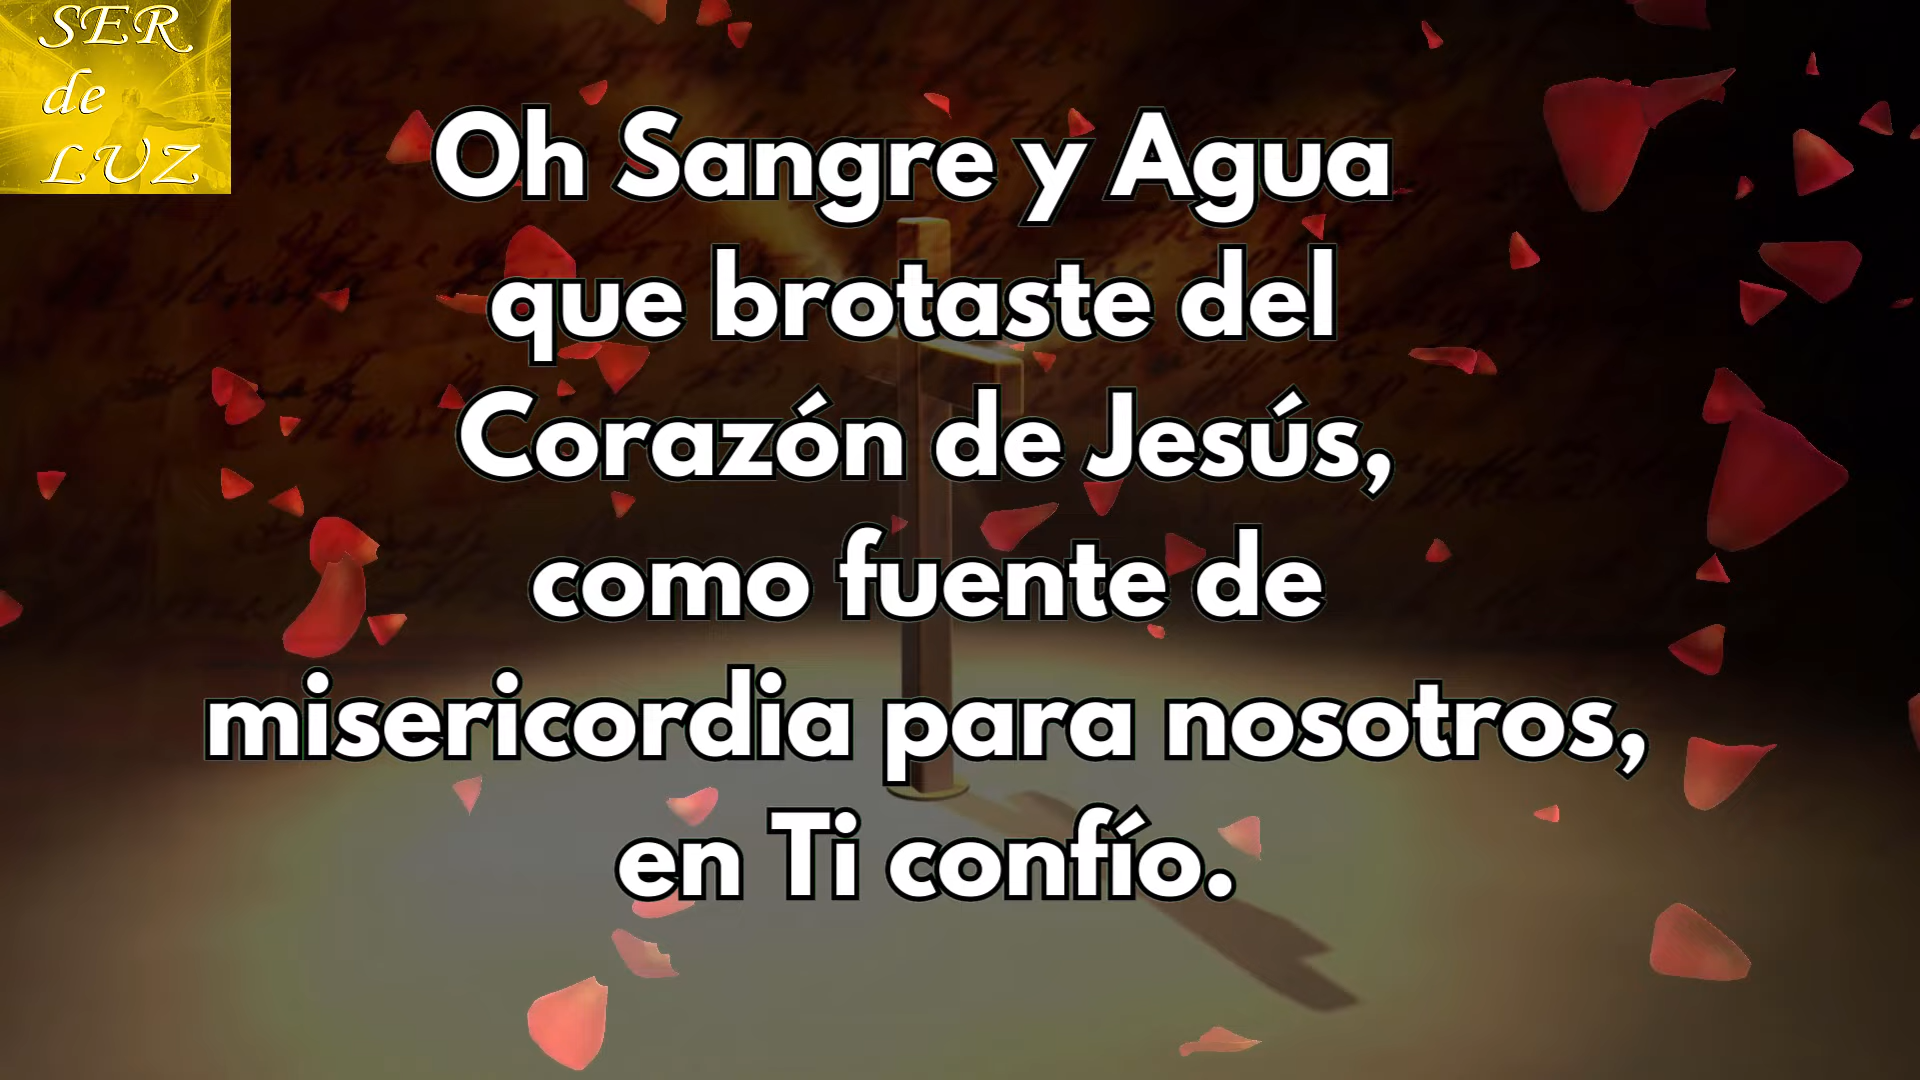 SER
de
LUZ
Oh Sangre y Agua
que brotaste del
Corazón de Jesús,
como fuente de
misericordia para nosotros,
en Ti confío.